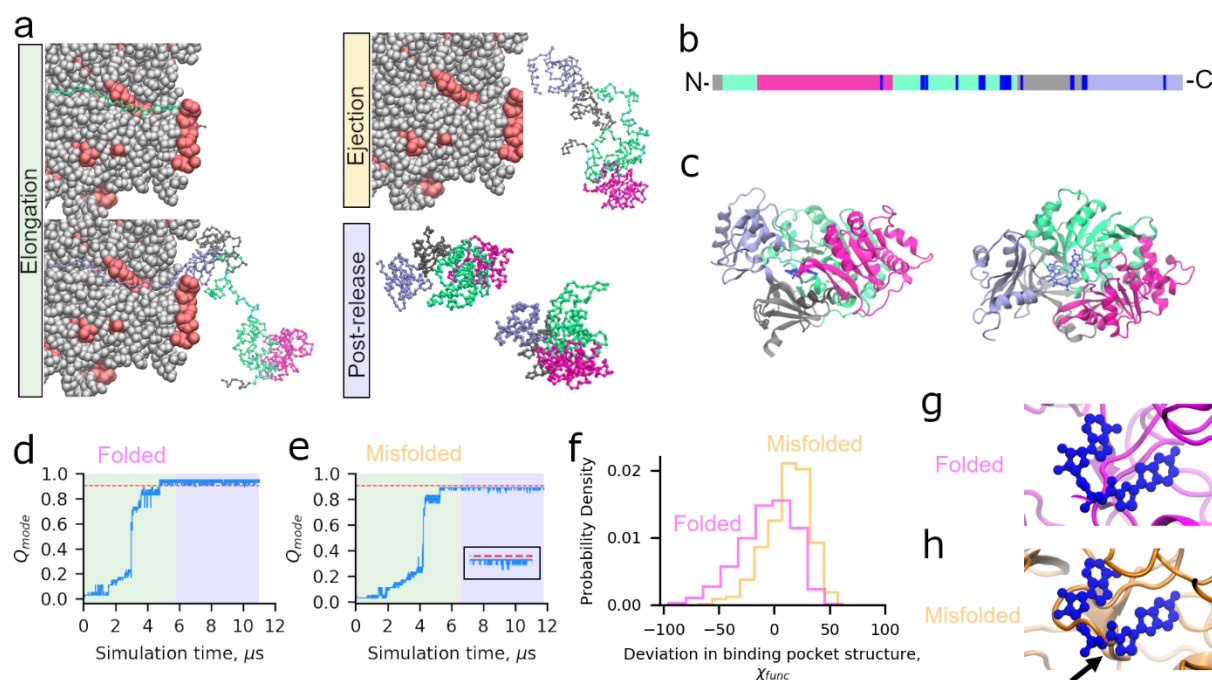 a
Elongation
Ejection
Post-release
b
N-
-C
c
d
Folded
1.0
0.8
0.6
0.4
0.2
0.0
Qmode
0 2 4 6 8 10 12
Simulation time, μs
e
Misfolded
1.0
0.8
0.6
0.4
0.2
0.0
Qmode
0 2 4 6 8 10 12
Simulation time, μs
f
Misfolded
Folded
0.02
0.01
0.00
Probability Density
−100 −50 0 50 100
Deviation in binding pocket structure,
χfunc
g
Folded
h
Misfolded